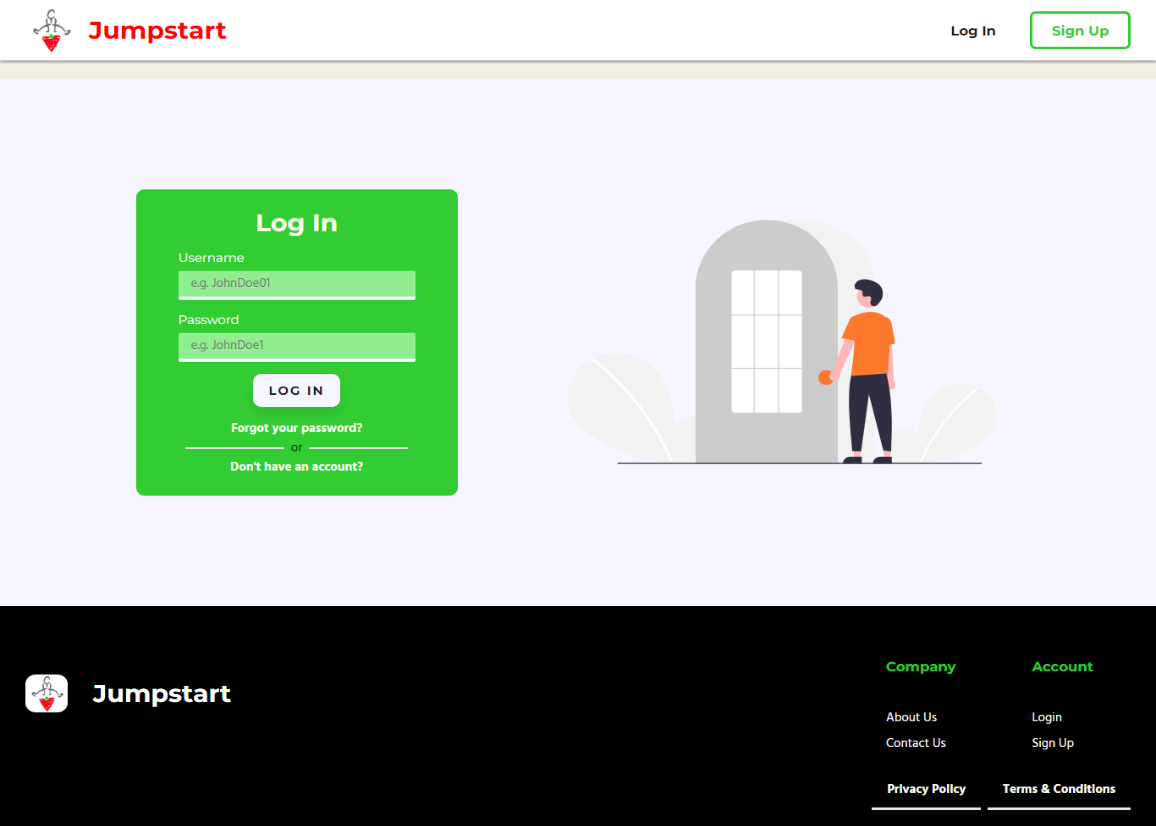 Jumpstart
Log In
Sign Up
Log In
Username
e.g. JohnDoe01
Password
e.g. JohnDoe1
LOG IN
Forgot your password?
or
Don't have an account?
Jumpstart
Company
Account
About Us
Login
Contact Us
Sign Up
Privacy Policy
Terms & Conditions